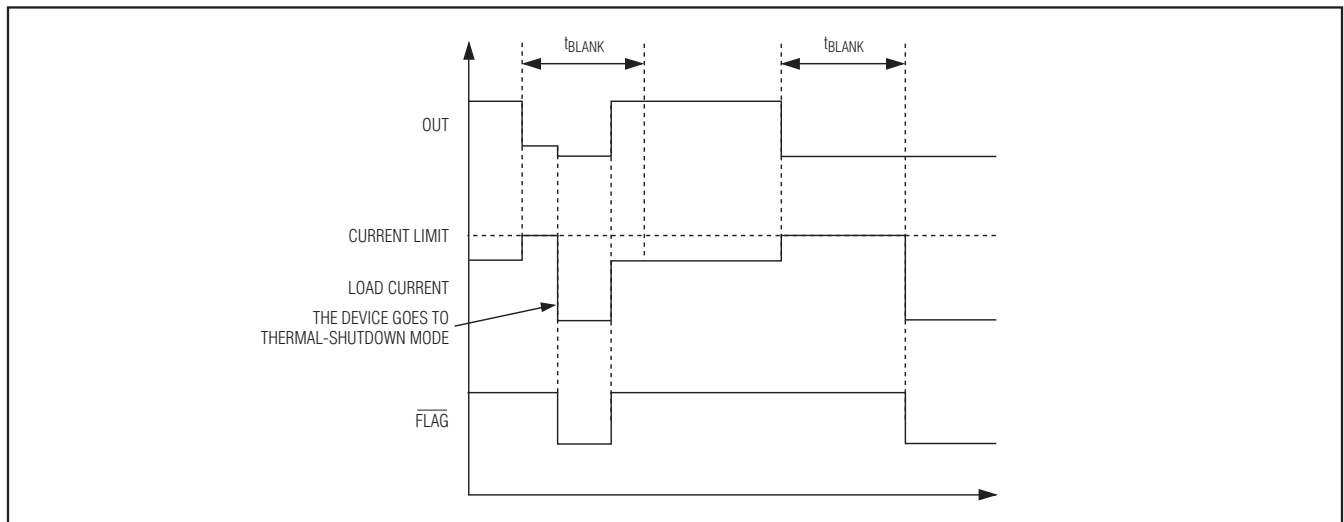 tBLANK
tBLANK
OUT
CURRENT LIMIT
LOAD CURRENT
THE DEVICE GOES TO
THERMAL-SHUTDOWN MODE
FLAG